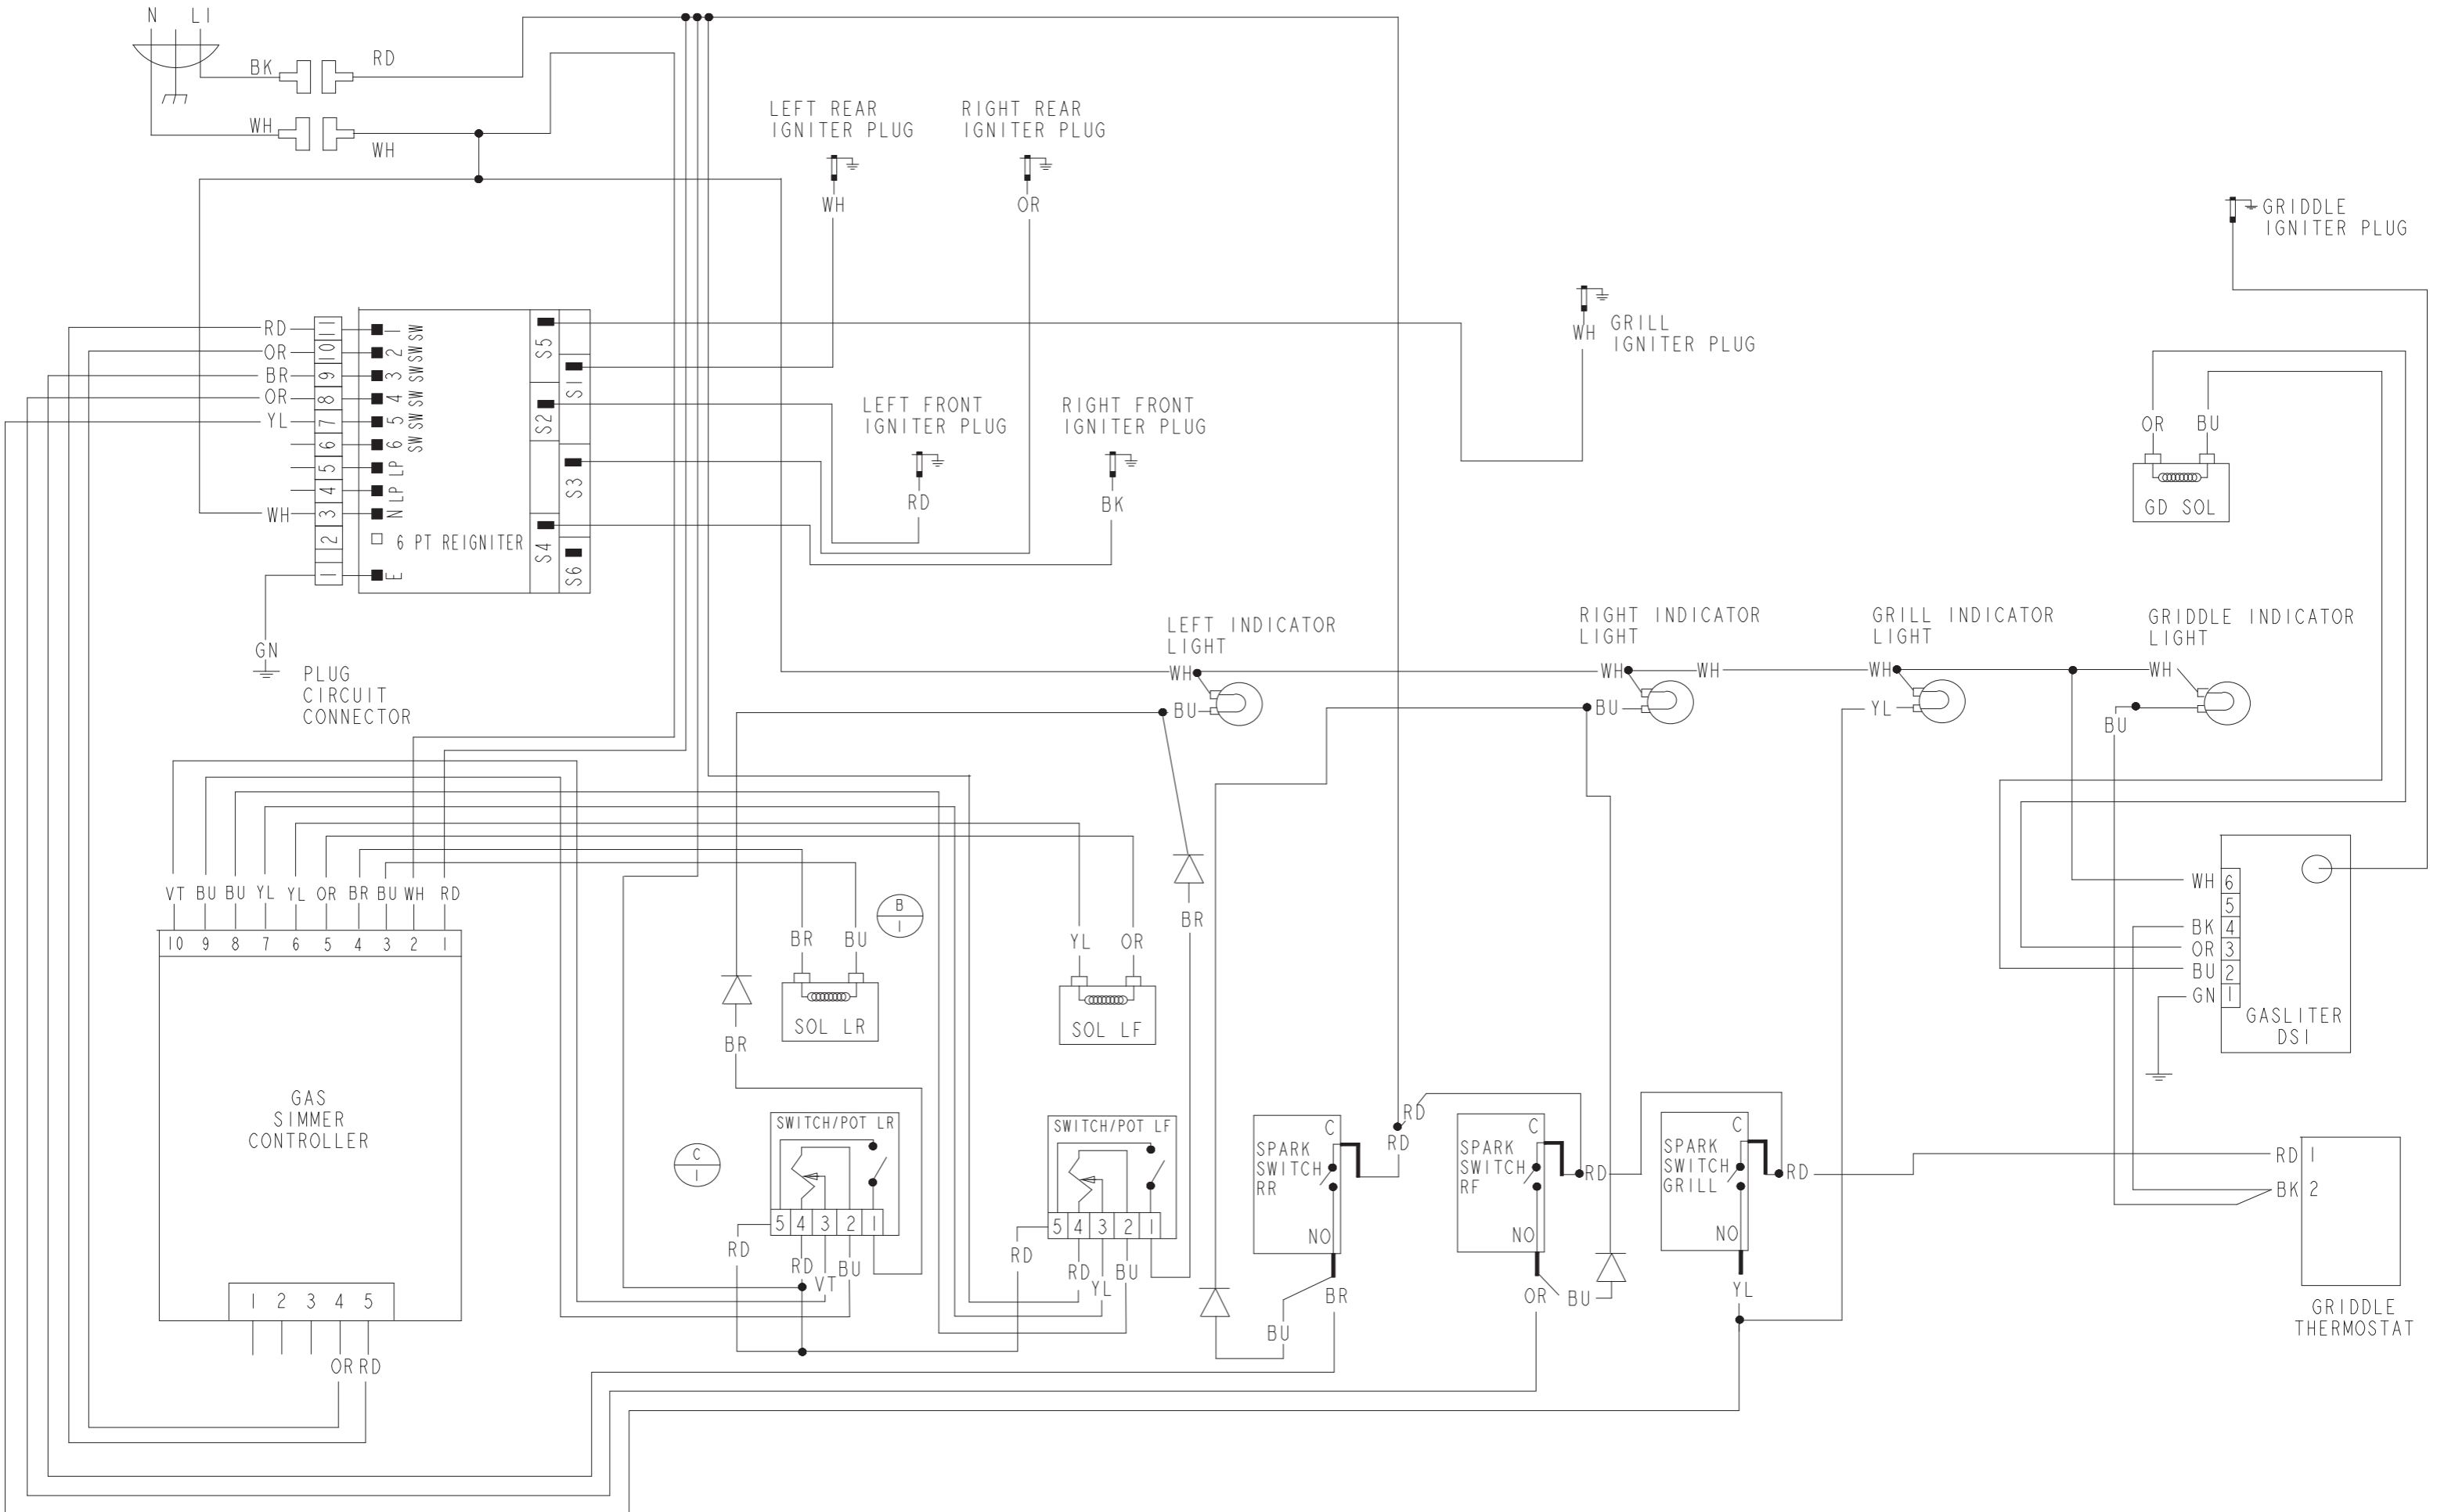 N L1
BK
RD
WH
WH
LEFT REAR
IGNITER PLUG
WH
RIGHT REAR
IGNITER PLUG
OR
GRIDDLE
IGNITER PLUG
WH
GRILL
IGNITER PLUG
RD
OR
BR
OR
YL
WH
11
10
9
8
7
6
5
4
3
2
1
1 SW
2 SW
3 SW
4 SW
5 SW
6 SW
LP
NLP
N
6 PT REIGNITER
E
S5
S1
S2
S3
S4
S6
LEFT FRONT
IGNITER PLUG
RD
RIGHT FRONT
IGNITER PLUG
BK
OR BU
GD SOL
GN
PLUG
CIRCUIT
CONNECTOR
LEFT INDICATOR
LIGHT
WH
BU
RIGHT INDICATOR
LIGHT
WH WH
BU
GRILL INDICATOR
LIGHT
WH
YL
GRIDDLE INDICATOR
LIGHT
WH
BU
VT BU BU YL YL OR BR BU WH RD
10 9 8 7 6 5 4 3 2 1
GAS
SIMMER
CONTROLLER
1 2 3 4 5
OR RD
B
1
BR BU
SOL LR
BR
YL OR
SOL LF
BR
C
1
SWITCH/POT LR
5 4 3 2 1
RD
RD VT BU
SWITCH/POT LF
5 4 3 2 1
RD
RD YL BU
C
SPARK
SWITCH
RR
NO
RD
RD
BR
BU
C
SPARK
SWITCH
RF
NO
RD
OR BU
C
SPARK
SWITCH
GRILL
NO
RD
YL
WH 6
5
BK 4
OR 3
BU 2
GN 1
GASLITER
DSI
RD 1
BK 2
GRIDDLE
THERMOSTAT